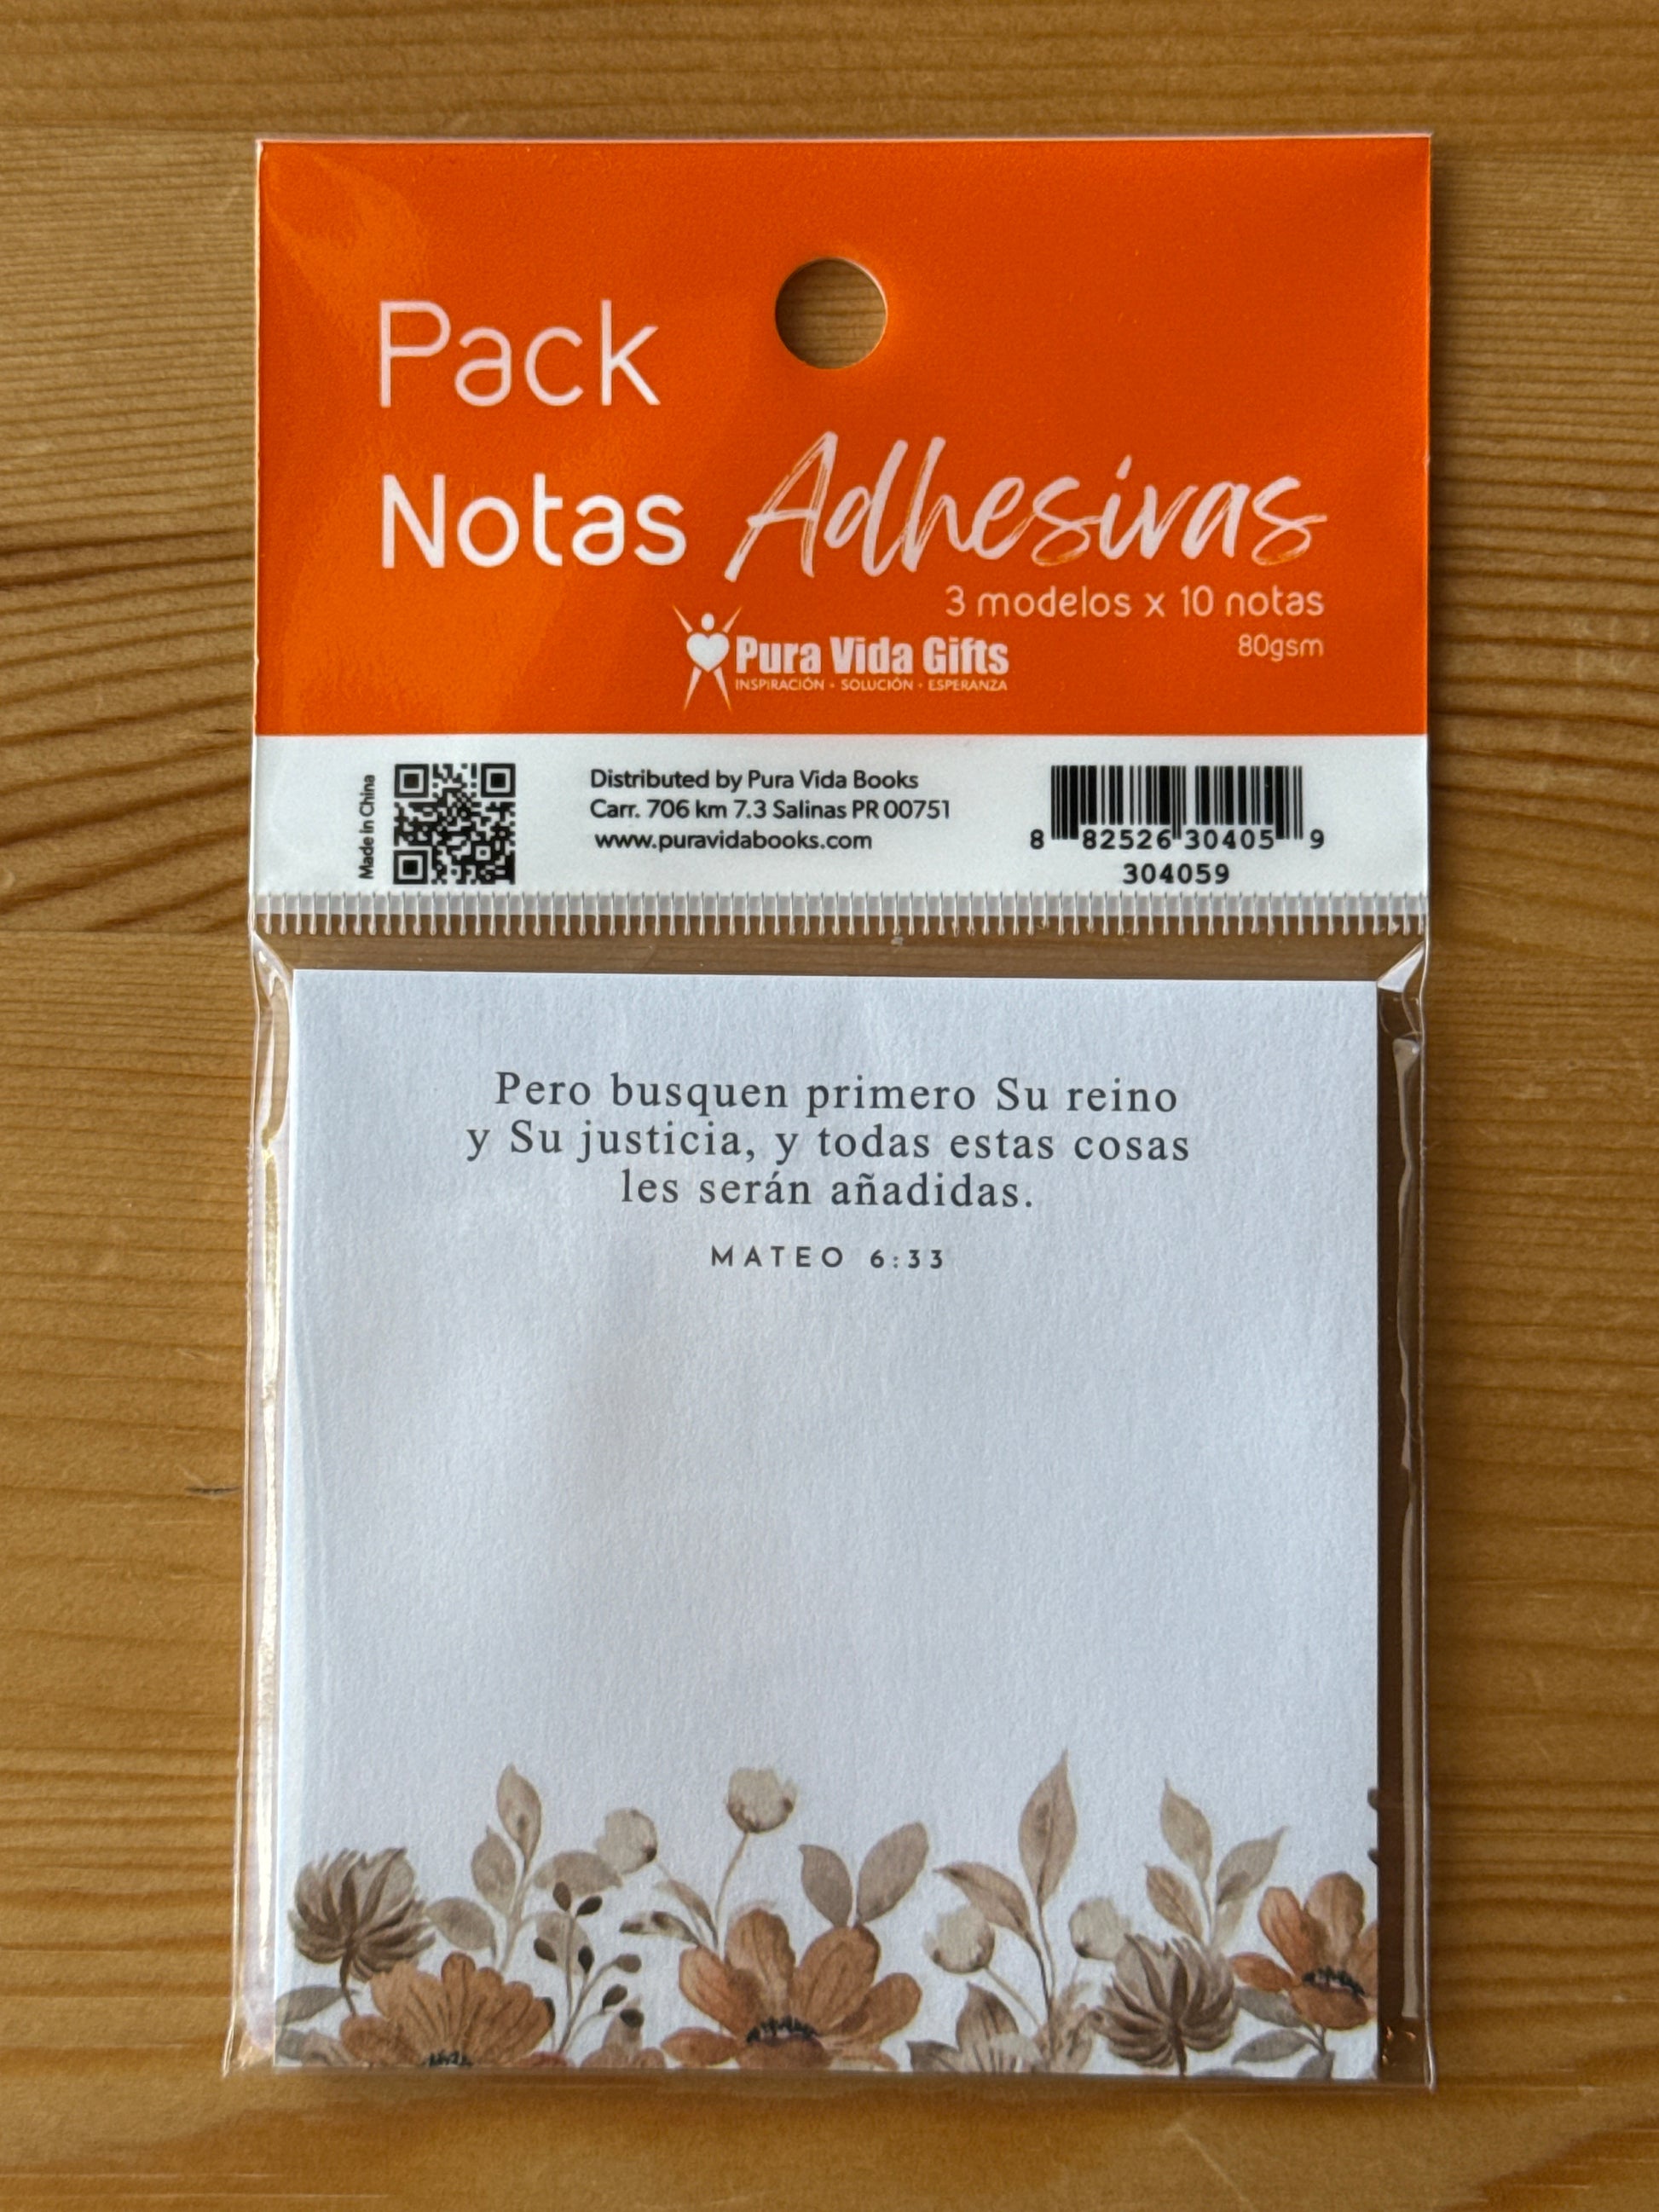 Pack
Notas Adhesivas
3 modelos x 10 notas
80gsm
Pura Vida Gifts
INSPIRACIÓN • SOLUCIÓN • ESPERANZA
Made in China
Distributed by Pura Vida Books
Carr. 706 km 7.3 Salinas PR 00751
www.puravidabooks.com
8 82526 30405 9
304059
Pero busquen primero Su reino
y Su justicia, y todas estas cosas
les serán añadidas.
MATEO 6:33